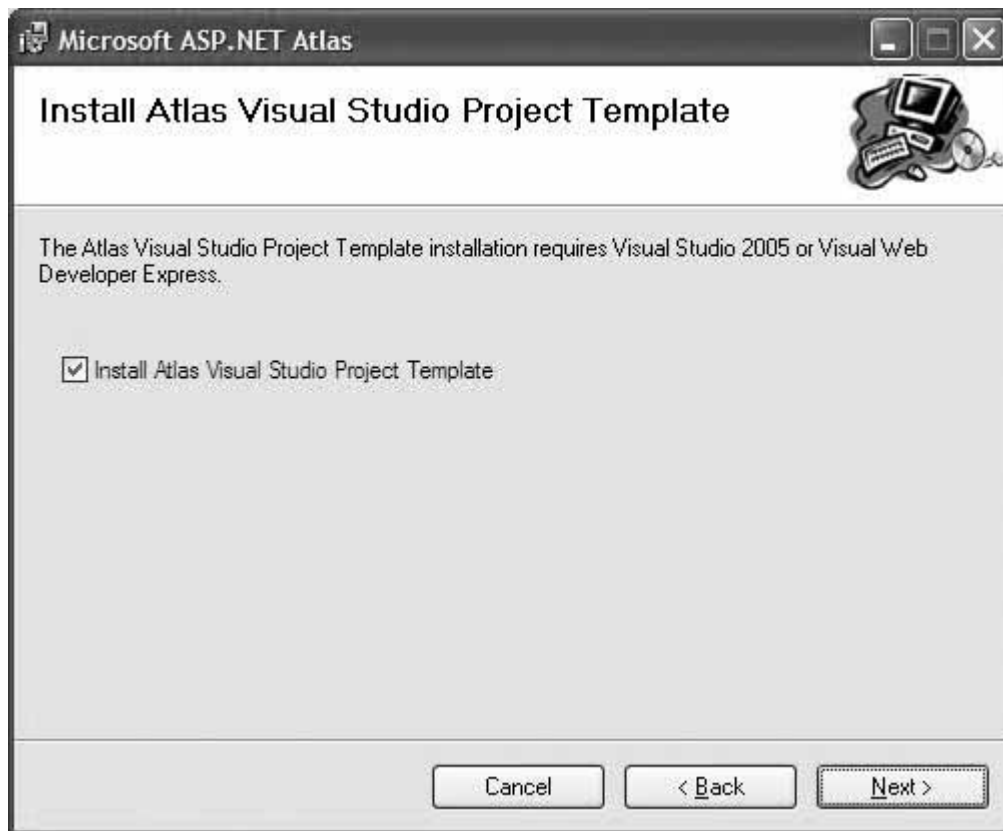 Microsoft ASP.NET Atlas
Install Atlas Visual Studio Project Template
The Atlas Visual Studio Project Template installation requires Visual Studio 2005 or Visual Web
Developer Express.
Install Atlas Visual Studio Project Template
Cancel
< Back
Next >